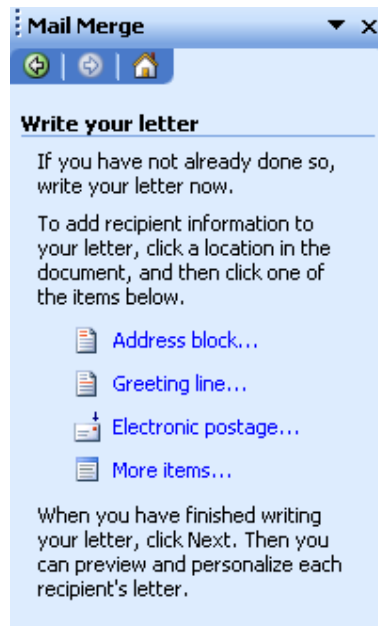 Mail Merge
Write your letter
If you have not already done so,
write your letter now.
To add recipient information to
your letter, click a location in the
document, and then click one of
the items below.
Address block...
Greeting line...
Electronic postage...
More items...
When you have finished writing
your letter, click Next. Then you
can preview and personalize each
recipient's letter.